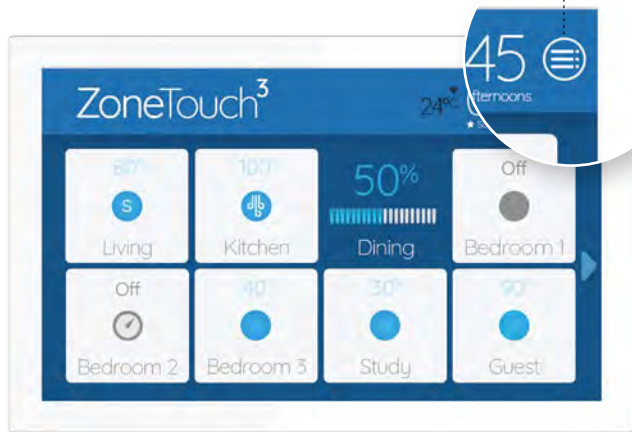 45
fternoons
ZoneTouch³
24°C
80%
100%
50%
Off
S
Living
Kitchen
Dining
Bedroom 1
Off
40
30
90
Bedroom 2
Bedroom 3
Study
Guest